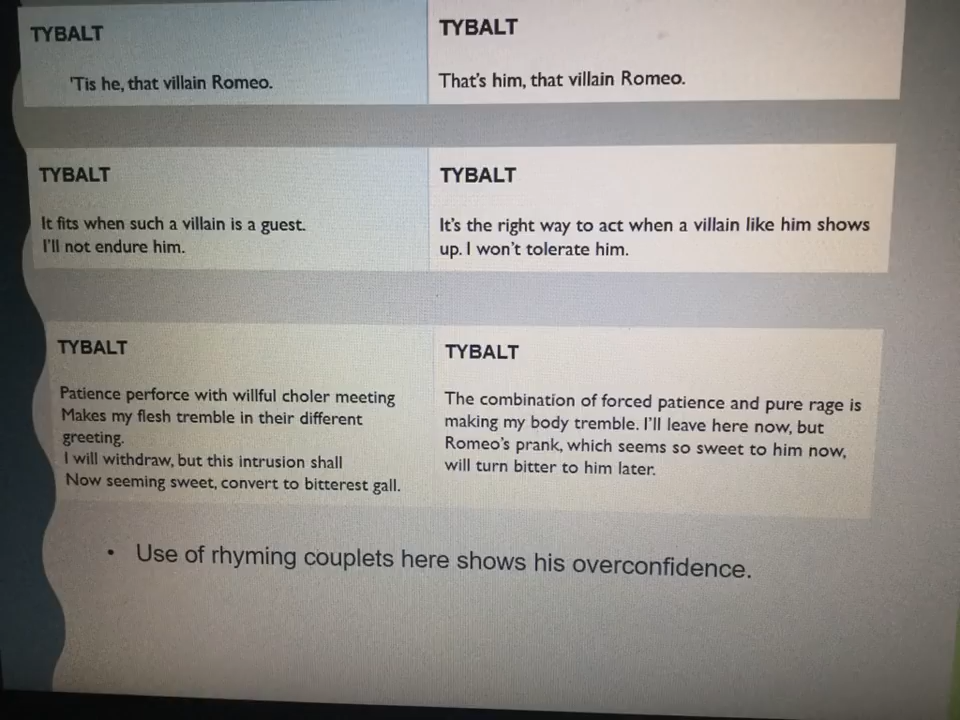 TYBALT
TYBALT
'Tis he, that villain Romeo.
That's him, that villain Romeo.
TYBALT
TYBALT
It fits when such a villain is a guest.
I'll not endure him.
It's the right way to act when a villain like him shows
up. I won't tolerate him.
TYBALT
TYBALT
Patience perforce with willful choler meeting
Makes my flesh tremble in their different
greeting.
I will withdraw, but this intrusion shall
Now seeming sweet, convert to bitterest gall.
The combination of forced patience and pure rage is
making my body tremble. I'll leave here now, but
Romeo's prank, which seems so sweet to him now,
will turn bitter to him later.
• Use of rhyming couplets here shows his overconfidence.